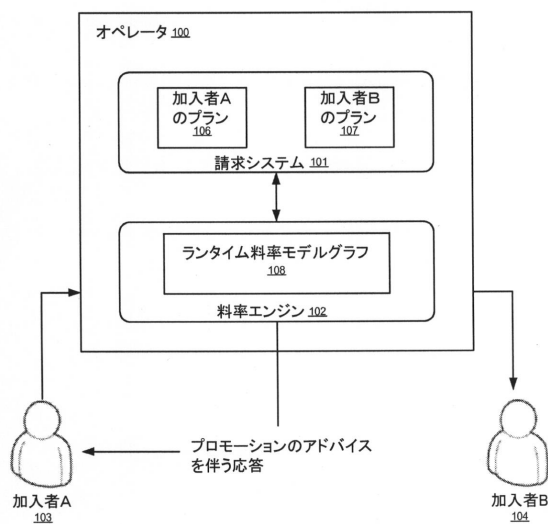 オペレータ 100
加入者A
のプラン
106
加入者B
のプラン
107
請求システム 101
ランタイム料率モデルグラフ
108
料率エンジン 102
プロモーションのアドバイス
を伴う応答
加入者A
103
加入者B
104